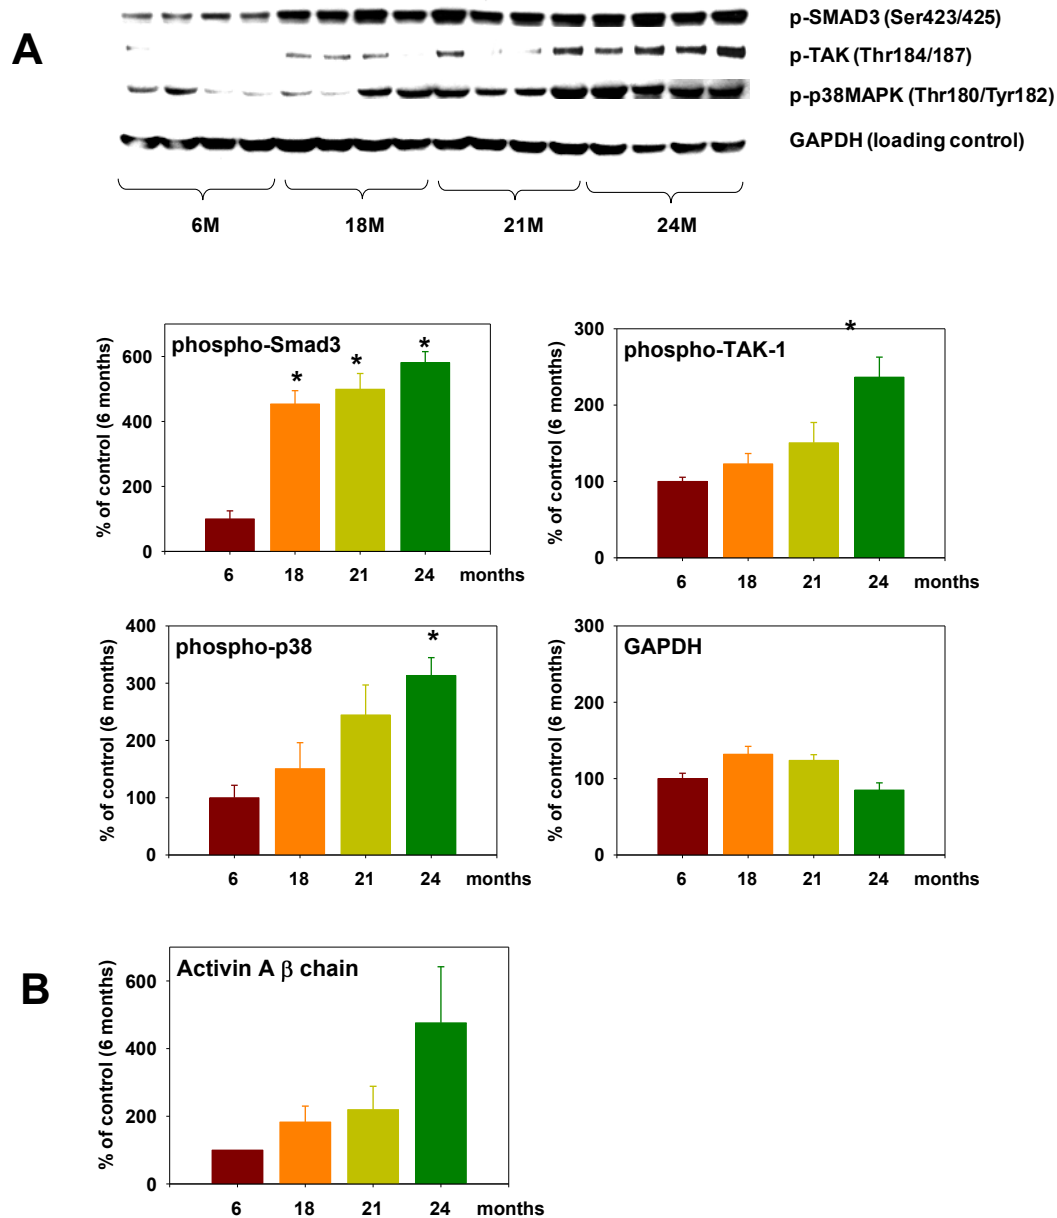 A
p-SMAD3 (Ser423/425)
p-TAK (Thr184/187)
p-p38MAPK (Thr180/Tyr182)
GAPDH (loading control)
6M 18M 21M 24M
phospho-Smad3
% of control (6 months)
600
400
200
0
* * *
6 18 21 24 months
phospho-TAK-1
% of control (6 months)
300
200
100
0
*
6 18 21 24 months
phospho-p38
% of control (6 months)
400
300
200
100
0
*
6 18 21 24 months
GAPDH
% of control (6 months)
300
200
100
0
6 18 21 24 months
B
Activin A β chain
% of control (6 months)
600
400
200
0
6 18 21 24 months